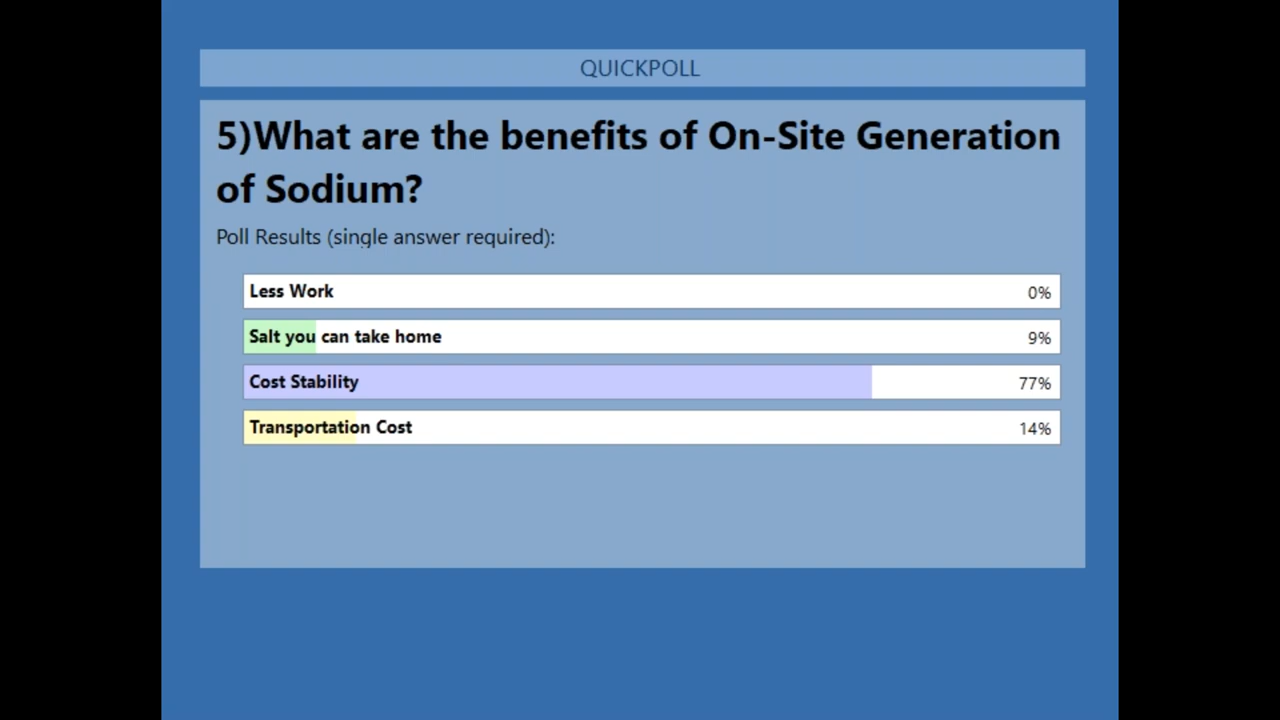 QUICKPOLL
5)What are the benefits of On-Site Generation
of Sodium?
Poll Results (single answer required):
Less Work 0%
Salt you can take home 9%
Cost Stability 77%
Transportation Cost 14%